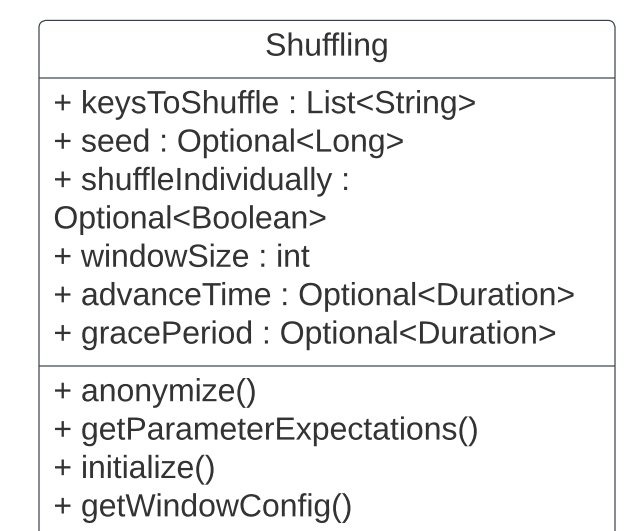 Shuffling
+ keysToShuffle : List<String>
+ seed : Optional<Long>
+ shuffleIndividually :
Optional<Boolean>
+ windowSize : int
+ advanceTime : Optional<Duration>
+ gracePeriod : Optional<Duration>
+ anonymize()
+ getParameterExpectations()
+ initialize()
+ getWindowConfig()